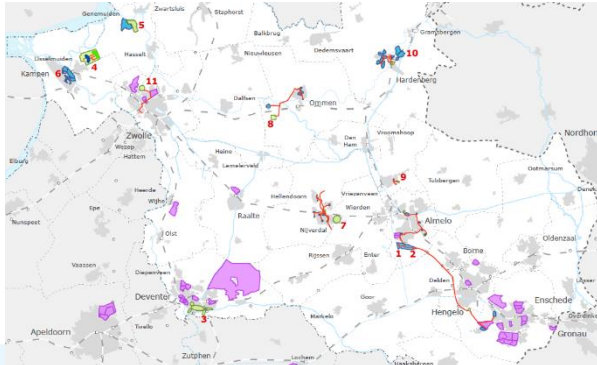 Genemuiden
Zwartsluis
Staphorst
5
Balkbrug
Gramsbergen
IJsselmuiden
Hasselt
Nieuwleusen
Dedemsvaart
10
4
Kampen
6
Hardenberg
11
Dalfsen
Ommen
8
Zwolle
Den
Ham
Vroomshoop
Nordhorn
Wezep
Hattem
Heino
Elburg
Lemelerveld
9
Tubbergen
Ootmarsum
Heerde
Wijhe
Hellendoorn
Vriezenveen
Wierden
Nunspeet
Epe
Raalte
Almelo
7
Olst
Nijverdal
1
2
Borne
Oldenzaal
Rijssen
Enter
Vaassen
Diepenveen
Delden
Deventer
Goor
Enschede
Hengelo
3
Apeldoorn
Twello
Markelo
Gronau
Zutphen /
Lochem
Haaksbergen